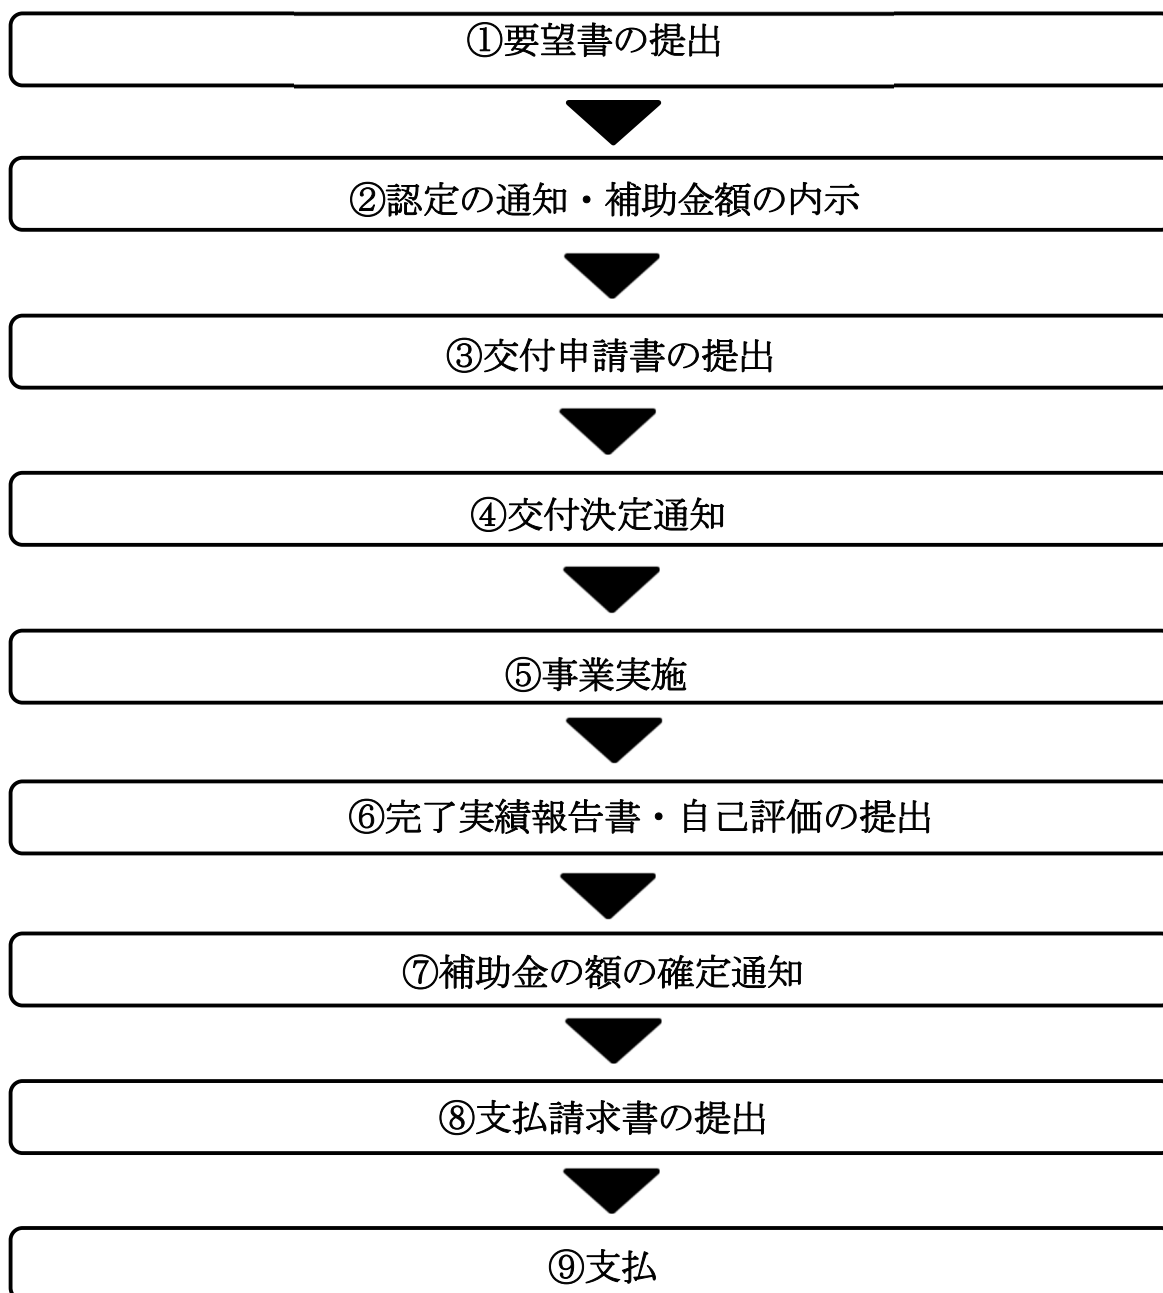 ①要望書の提出
②認定の通知・補助金額の内示
③交付申請書の提出
④交付決定通知
⑤事業実施
⑥完了実績報告書・自己評価の提出
⑦補助金の額の確定通知
⑧支払請求書の提出
⑨支払